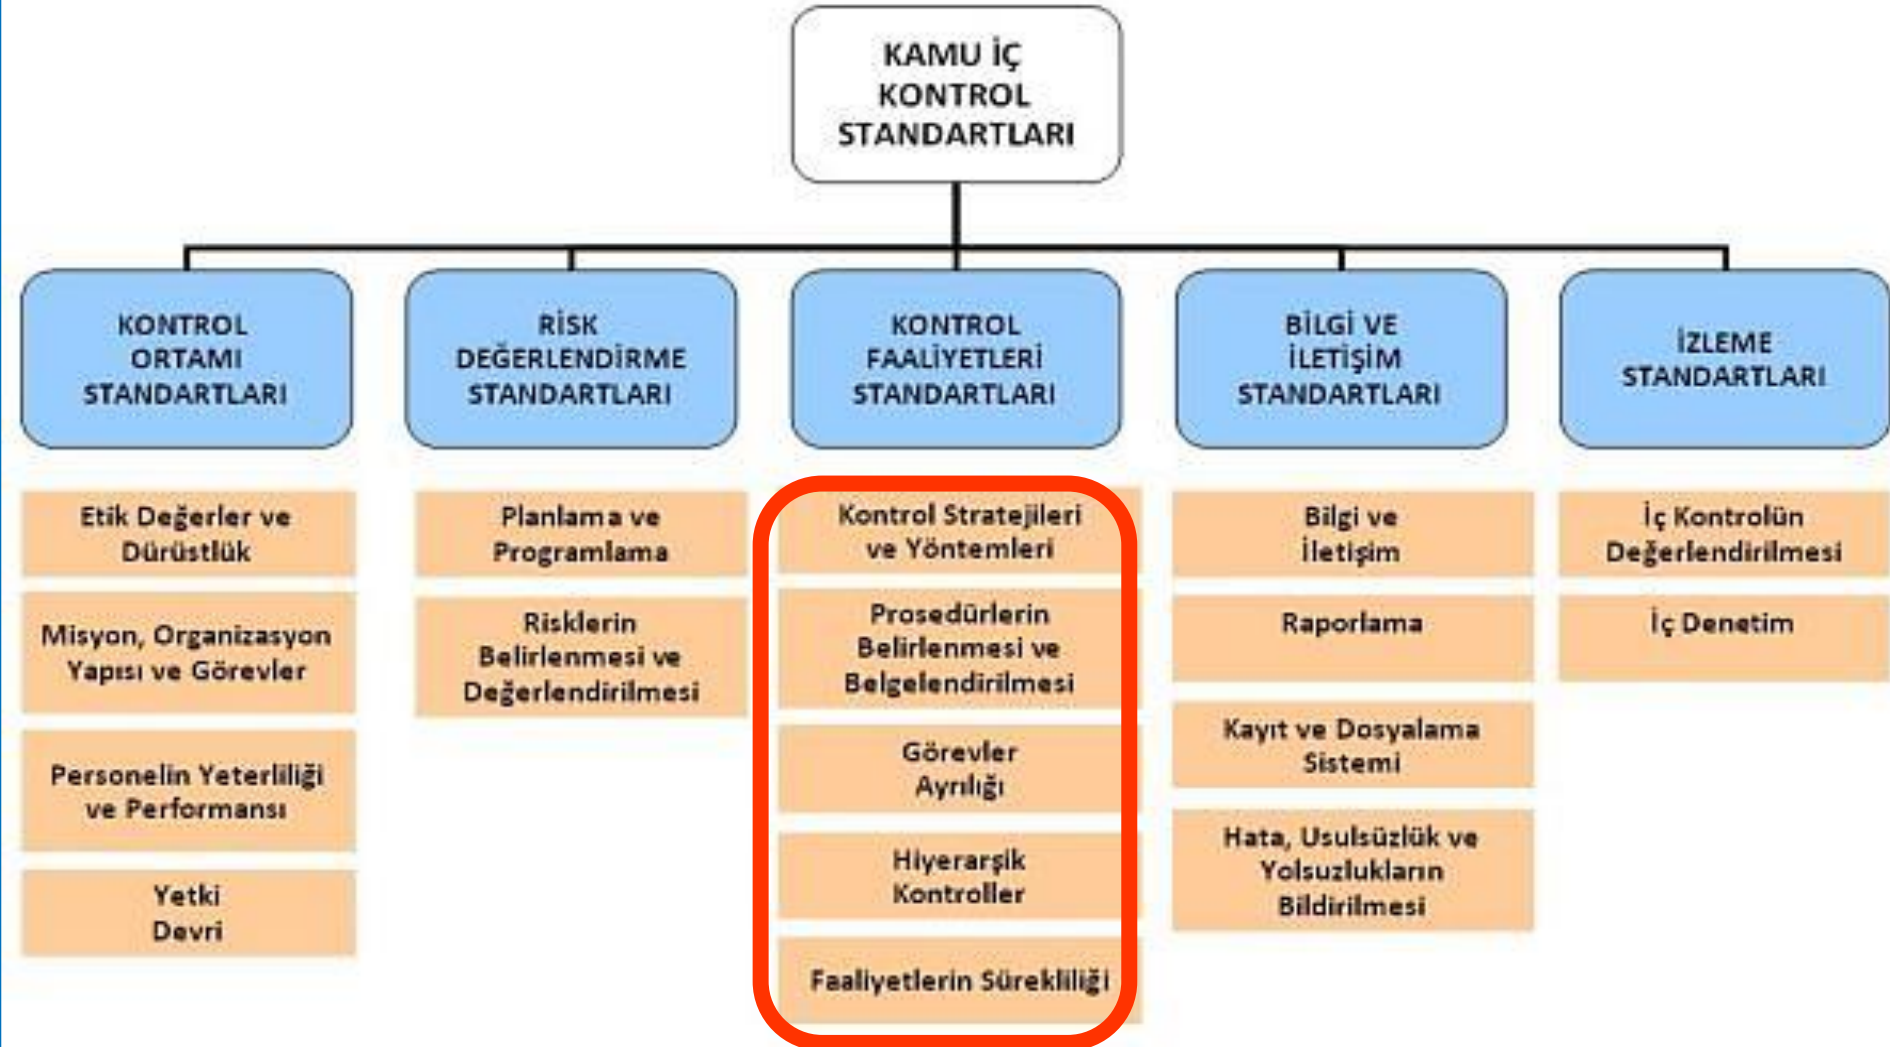 KAMU İÇ
KONTROL
STANDARTLARI
KONTROL
ORTAMI
STANDARTLARI
RİSK
DEĞERLENDİRME
STANDARTLARI
KONTROL
FAALİYETLERİ
STANDARTLARI
BİLGİ VE
İLETİŞİM
STANDARTLARI
İZLEME
STANDARTLARI
Etik Değerler ve
Dürüstlük
Misyon, Organizasyon
Yapısı ve Görevler
Personelin Yeterliliği
ve Performansı
Yetki
Devri
Planlama ve
Programlama
Risklerin
Belirlenmesi ve
Değerlendirilmesi
Kontrol Stratejileri
ve Yöntemleri
Prosedürlerin
Belirlenmesi ve
Belgelendirilmesi
Görevler
Ayrılığı
Hiyerarşik
Kontroller
Faaliyetlerin Sürekliliği
Bilgi ve
İletişim
Raporlama
Kayıt ve Dosyalama
Sistemi
Hata, Usulsüzlük ve
Yolsuzlukların
Bildirilmesi
İç Kontrolün
Değerlendirilmesi
İç Denetim